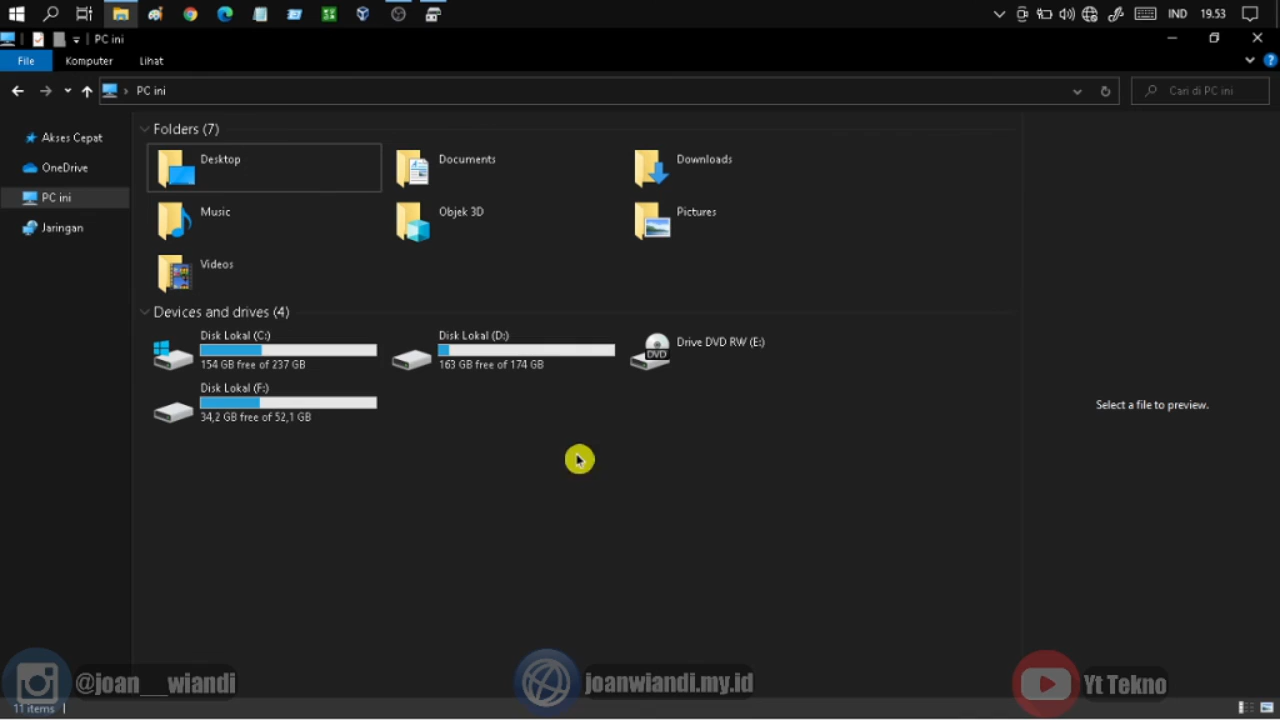 IND 19.53
PC ini
File Komputer Lihat
PC ini
Cari di PC ini
Akses Cepat
OneDrive
PC ini
Jaringan
Folders (7)
Desktop
Documents
Downloads
Music
Objek 3D
Pictures
Videos
Devices and drives (4)
Disk Lokal (C:)
154 GB free of 237 GB
Disk Lokal (D:)
163 GB free of 174 GB
Drive DVD RW (E:)
DVD
Disk Lokal (F:)
34,2 GB free of 52,1 GB
Select a file to preview.
@joan__wiandi
joanwiandi.my.id
Yt Tekno
11 items